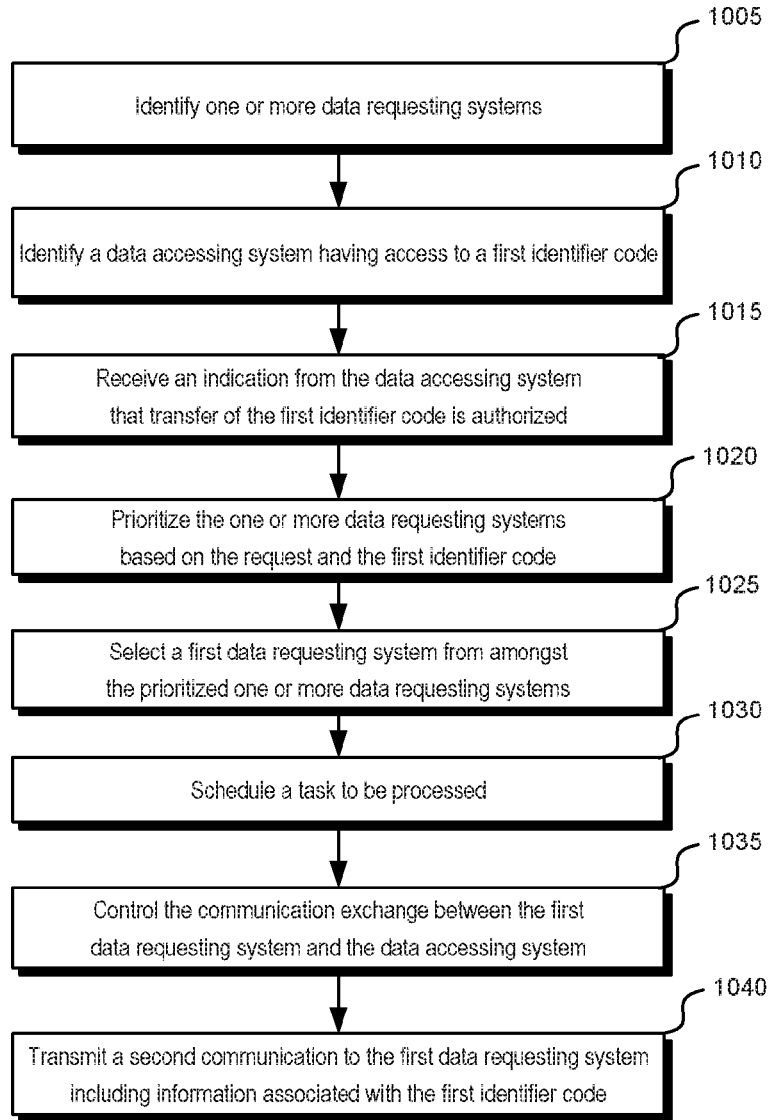 1005
Identify one or more data requesting systems
1010
Identify a data accessing system having access to a first identifier code
1015
Receive an indication from the data accessing system
that transfer of the first identifier code is authorized
1020
Prioritize the one or more data requesting systems
based on the request and the first identifier code
1025
Select a first data requesting system from amongst
the prioritized one or more data requesting systems
1030
Schedule a task to be processed
1035
Control the communication exchange between the first
data requesting system and the data accessing system
1040
Transmit a second communication to the first data requesting system
including information associated with the first identifier code